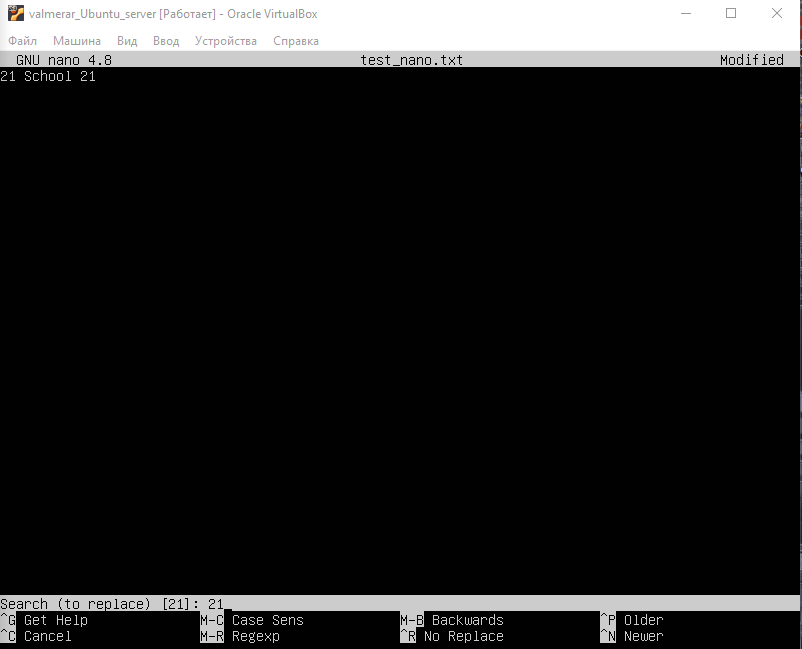 valmerar_Ubuntu_server [Работает] - Oracle VirtualBox
Файл Машина Вид Ввод Устройства Справка
GNU nano 4.8 test_nano.txt Modified
21 School 21
Search (to replace) [21]: 21
^G Get Help M-C Case Sens M-B Backwards ^P Older
^C Cancel M-R Regexp ^R No Replace ^N Newer